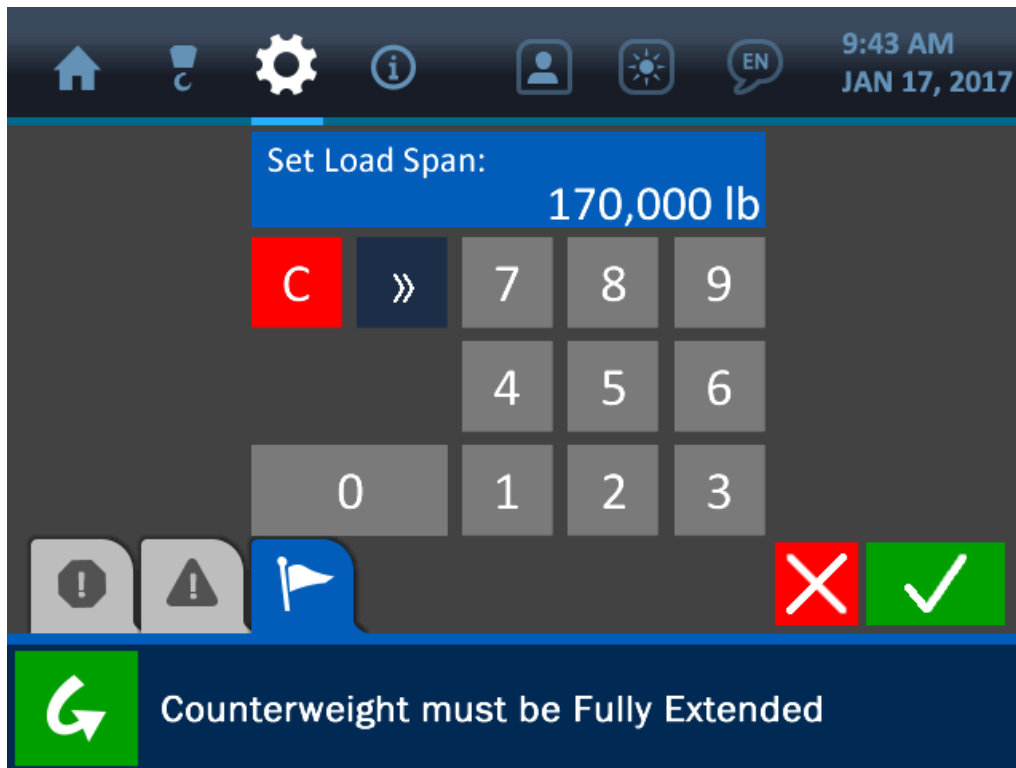 EN
9:43 AM
JAN 17, 2017
Set Load Span:
170,000 lb
C » 7 8 9
4 5 6
0 1 2 3
Counterweight must be Fully Extended